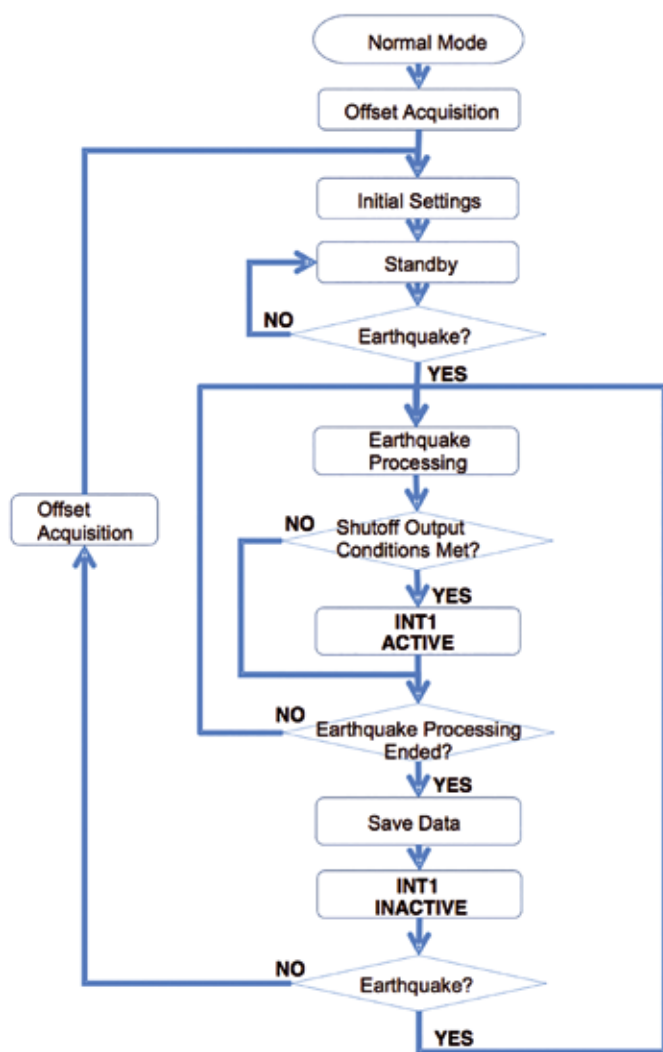 Normal Mode
Offset Acquisition
Initial Settings
Standby
NO
Earthquake?
YES
Earthquake
Processing
Offset
Acquisition
NO
Shutoff Output
Conditions Met?
YES
INT1
ACTIVE
NO
Earthquake Processing
Ended?
YES
Save Data
INT1
INACTIVE
NO
Earthquake?
YES